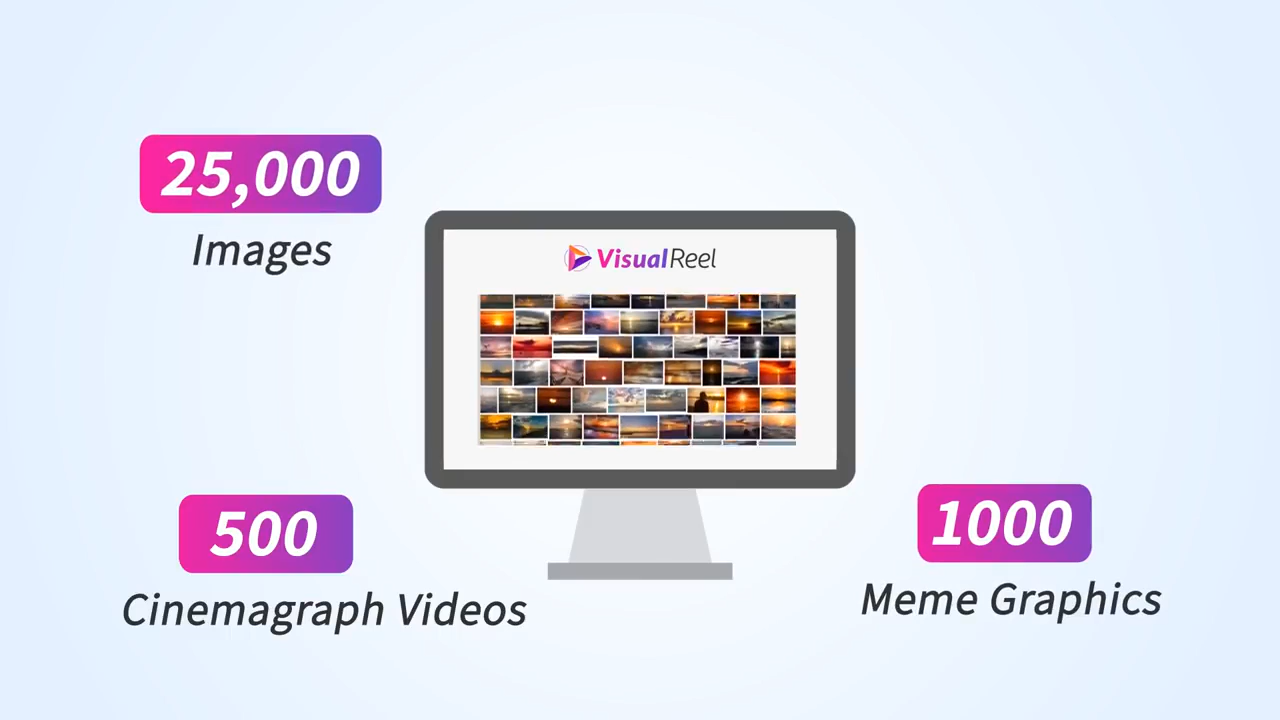 25,000
Images
VisualReel
500
Cinemagraph Videos
1000
Meme Graphics